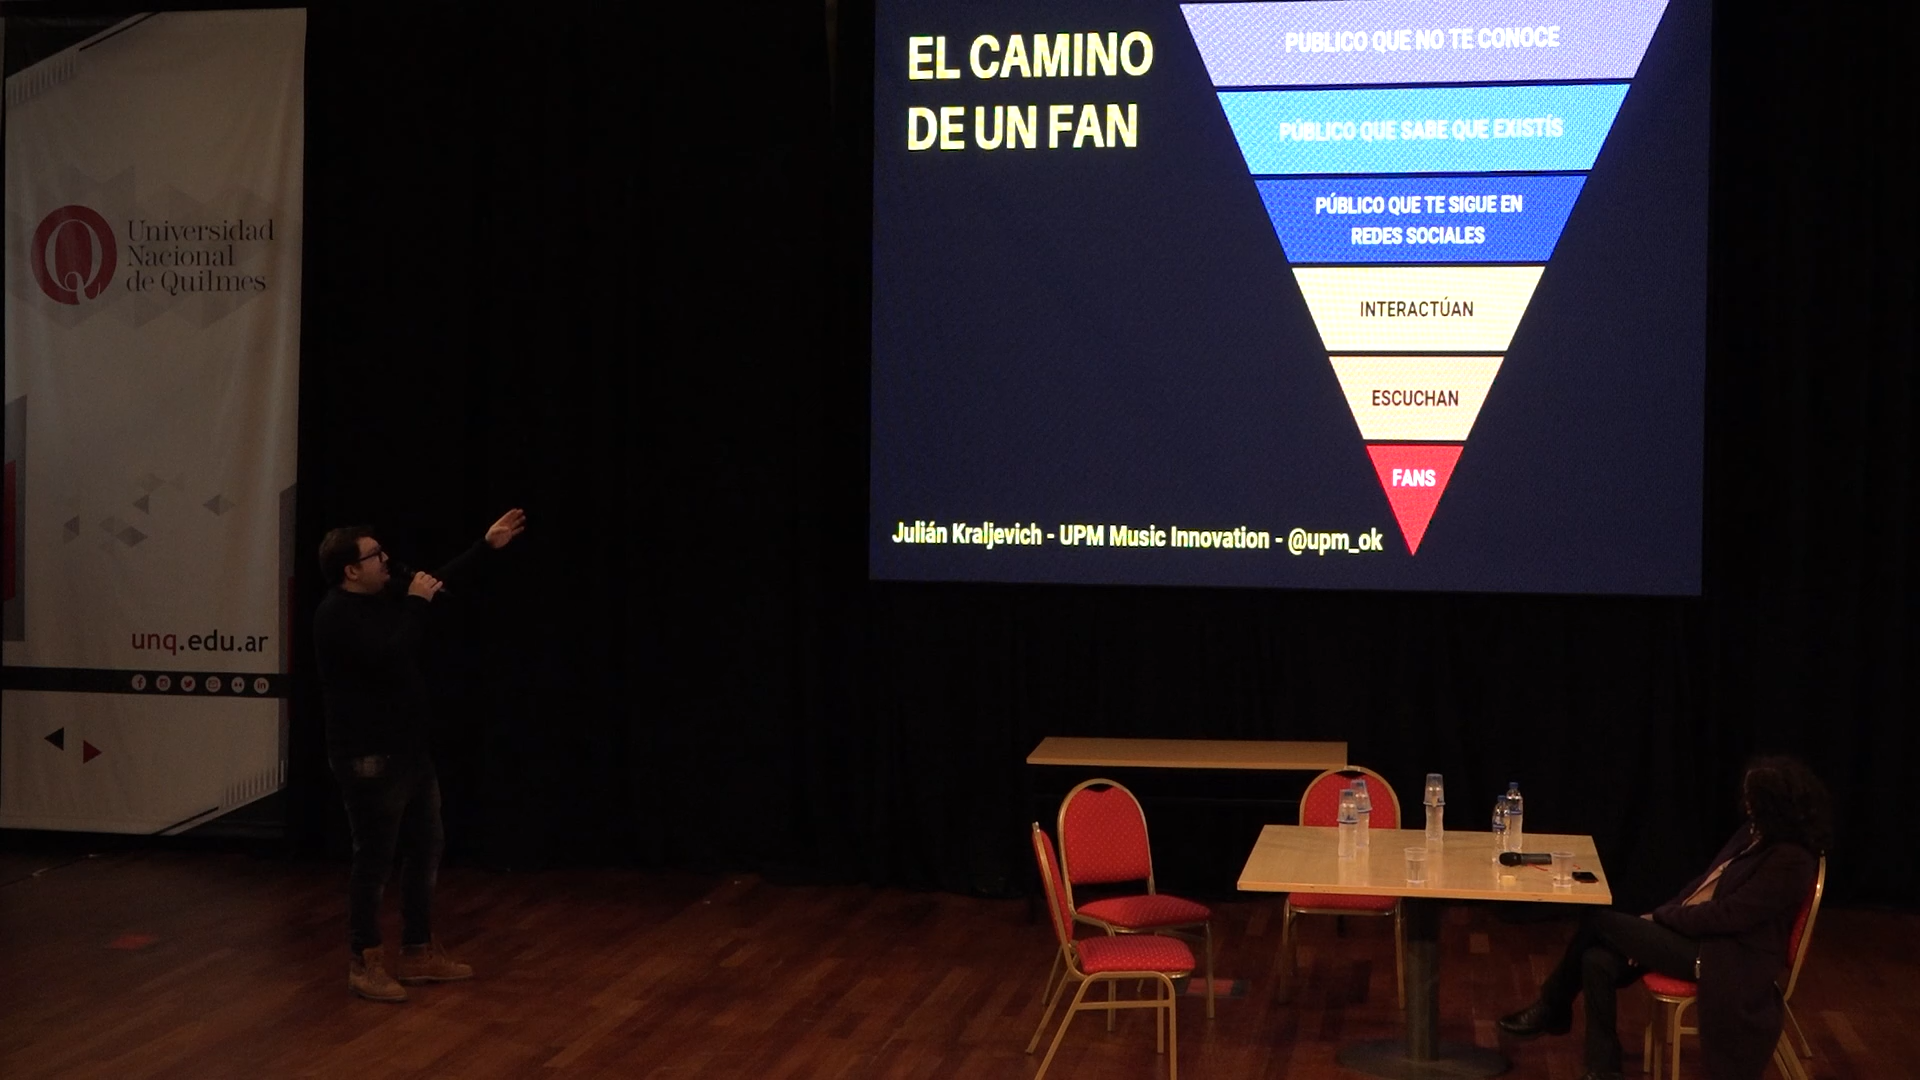 EL CAMINO
DE UN FAN
PUBLICO QUE NO TE CONOCE
PÚBLICO QUE SABE QUE EXISTÍS
PÚBLICO QUE TE SIGUE EN
REDES SOCIALES
INTERACTÚAN
ESCUCHAN
FANS
Julián Kraljevich - UPM Music Innovation - @upm_ok
Universidad
Nacional
de Quilmes
unq.edu.ar